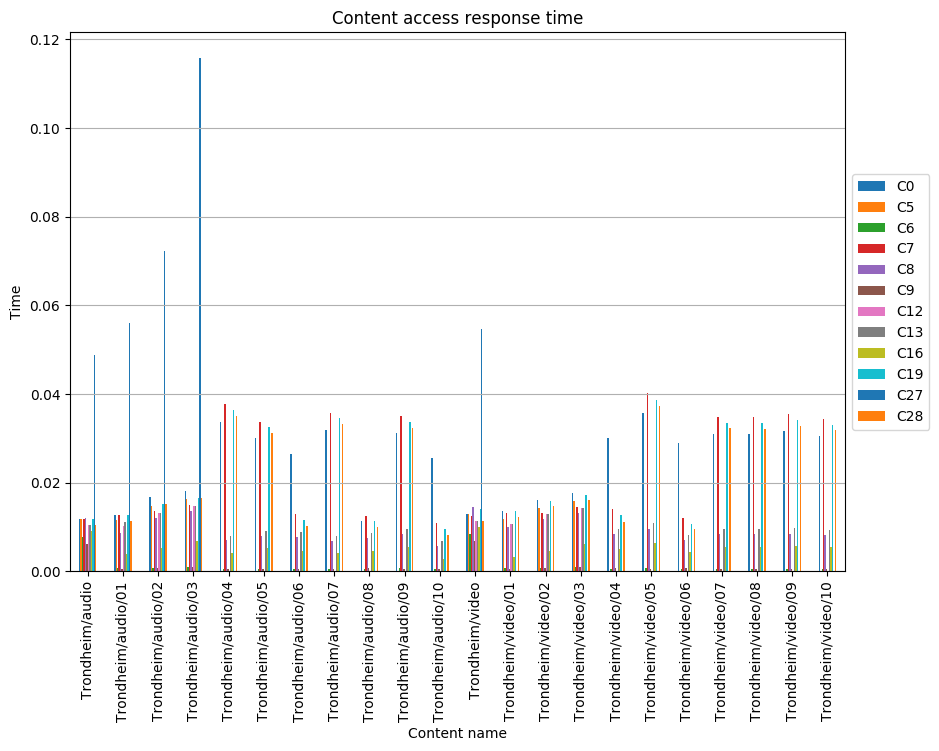 Content access response time
0.12
0.10
0.08
0.06
0.04
0.02
0.00
Time
C0
C5
C6
C7
C8
C9
C12
C13
C16
C19
C27
C28
Trondheim/audio
Trondheim/audio/01
Trondheim/audio/02
Trondheim/audio/03
Trondheim/audio/04
Trondheim/audio/05
Trondheim/audio/06
Trondheim/audio/07
Trondheim/audio/08
Trondheim/audio/09
Trondheim/audio/10
Trondheim/video
Trondheim/video/01
Trondheim/video/02
Trondheim/video/03
Trondheim/video/04
Trondheim/video/05
Trondheim/video/06
Trondheim/video/07
Trondheim/video/08
Trondheim/video/09
Trondheim/video/10
Content name